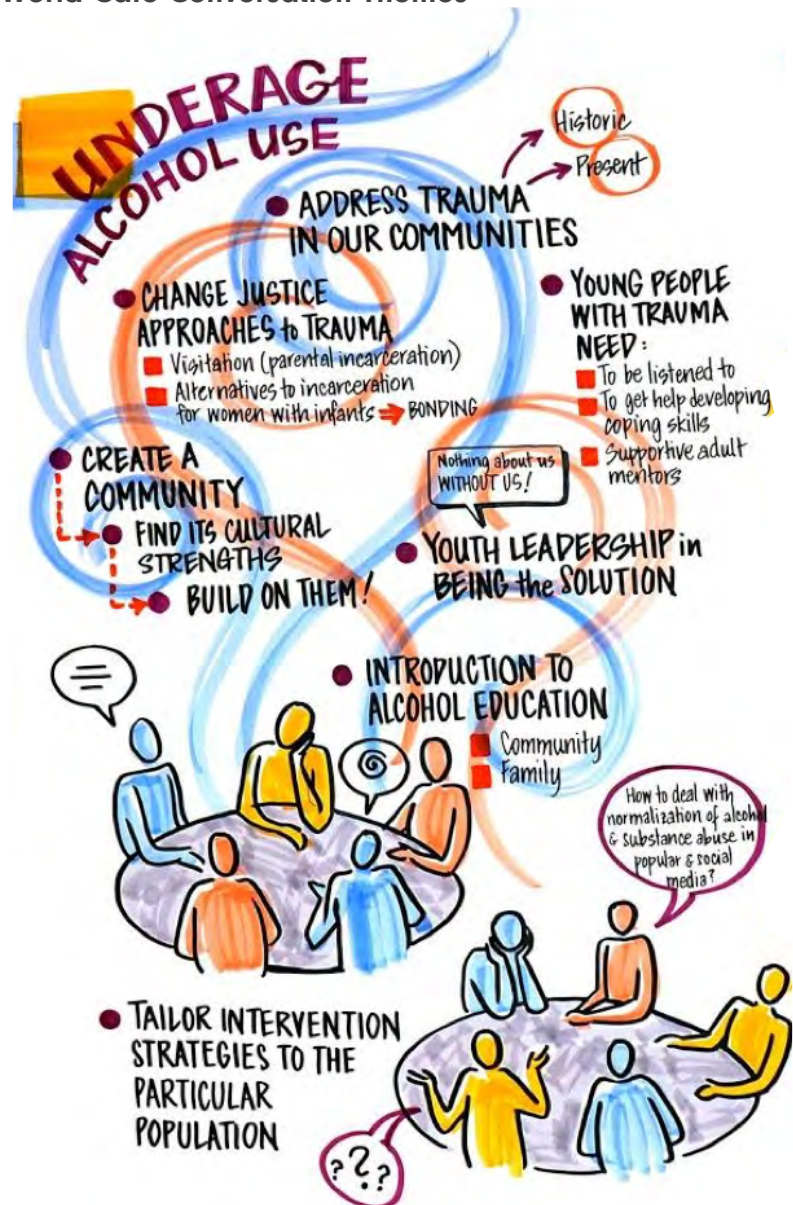 World Café Conversation Themes
UNDERAGE
ALCOHOL USE
Historic
Present
● ADDRESS TRAUMA
IN OUR COMMUNITIES
● CHANGE JUSTICE
APPROACHES to TRAUMA
■ Visitation (parental incarceration)
■ Alternatives to incarceration
for women with infants ⇒ BONDING
● YOUNG PEOPLE
WITH TRAUMA
NEED:
■ To be listened to
■ To get help developing
coping skills
■ Supportive adult
mentors
● CREATE A
COMMUNITY
● FIND ITS CULTURAL
STRENGTHS
● BUILD ON THEM!
Nothing about us
WITHOUT US!
● YOUTH LEADERSHIP in
BEING the SOLUTION
● INTRODUCTION TO
ALCOHOL EDUCATION
■ Community
■ Family
How to deal with
normalization of alcohol
& substance abuse in
popular & social
media?
● TAILOR INTERVENTION
STRATEGIES TO THE
PARTICULAR
POPULATION
???